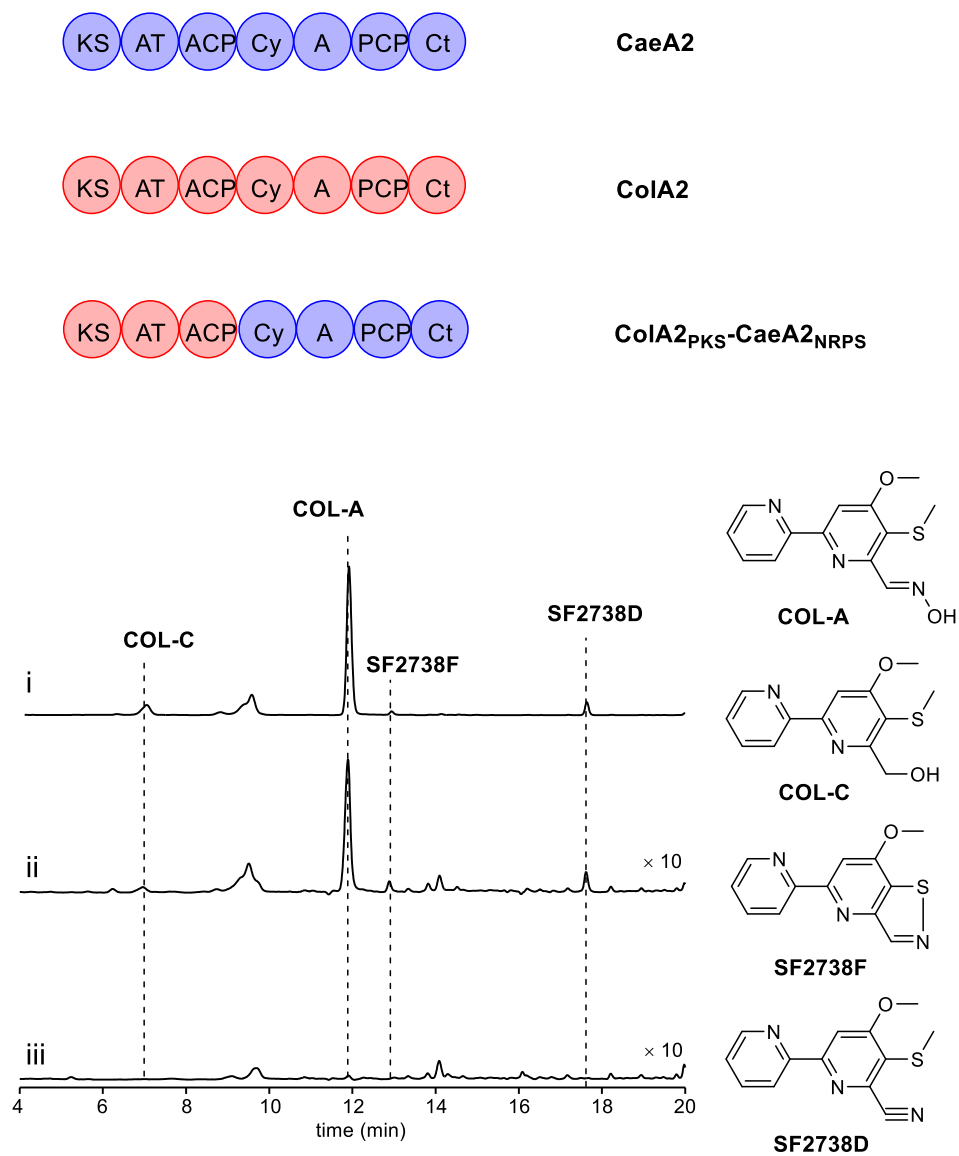 KS AT ACP Cy A PCP Ct CaeA2
KS AT ACP Cy A PCP Ct ColA2
KS AT ACP Cy A PCP Ct ColA2PKS-CaeA2NRPS
COL-A
COL-C
SF2738F
SF2738D
i
ii
× 10
iii
× 10
4 6 8 10 12 14 16 18 20
time (min)
O
N
S
N
N
OH
COL-A
O
N
S
N
OH
COL-C
O
N
S
N
N
SF2738F
O
N
S
N
N
SF2738D